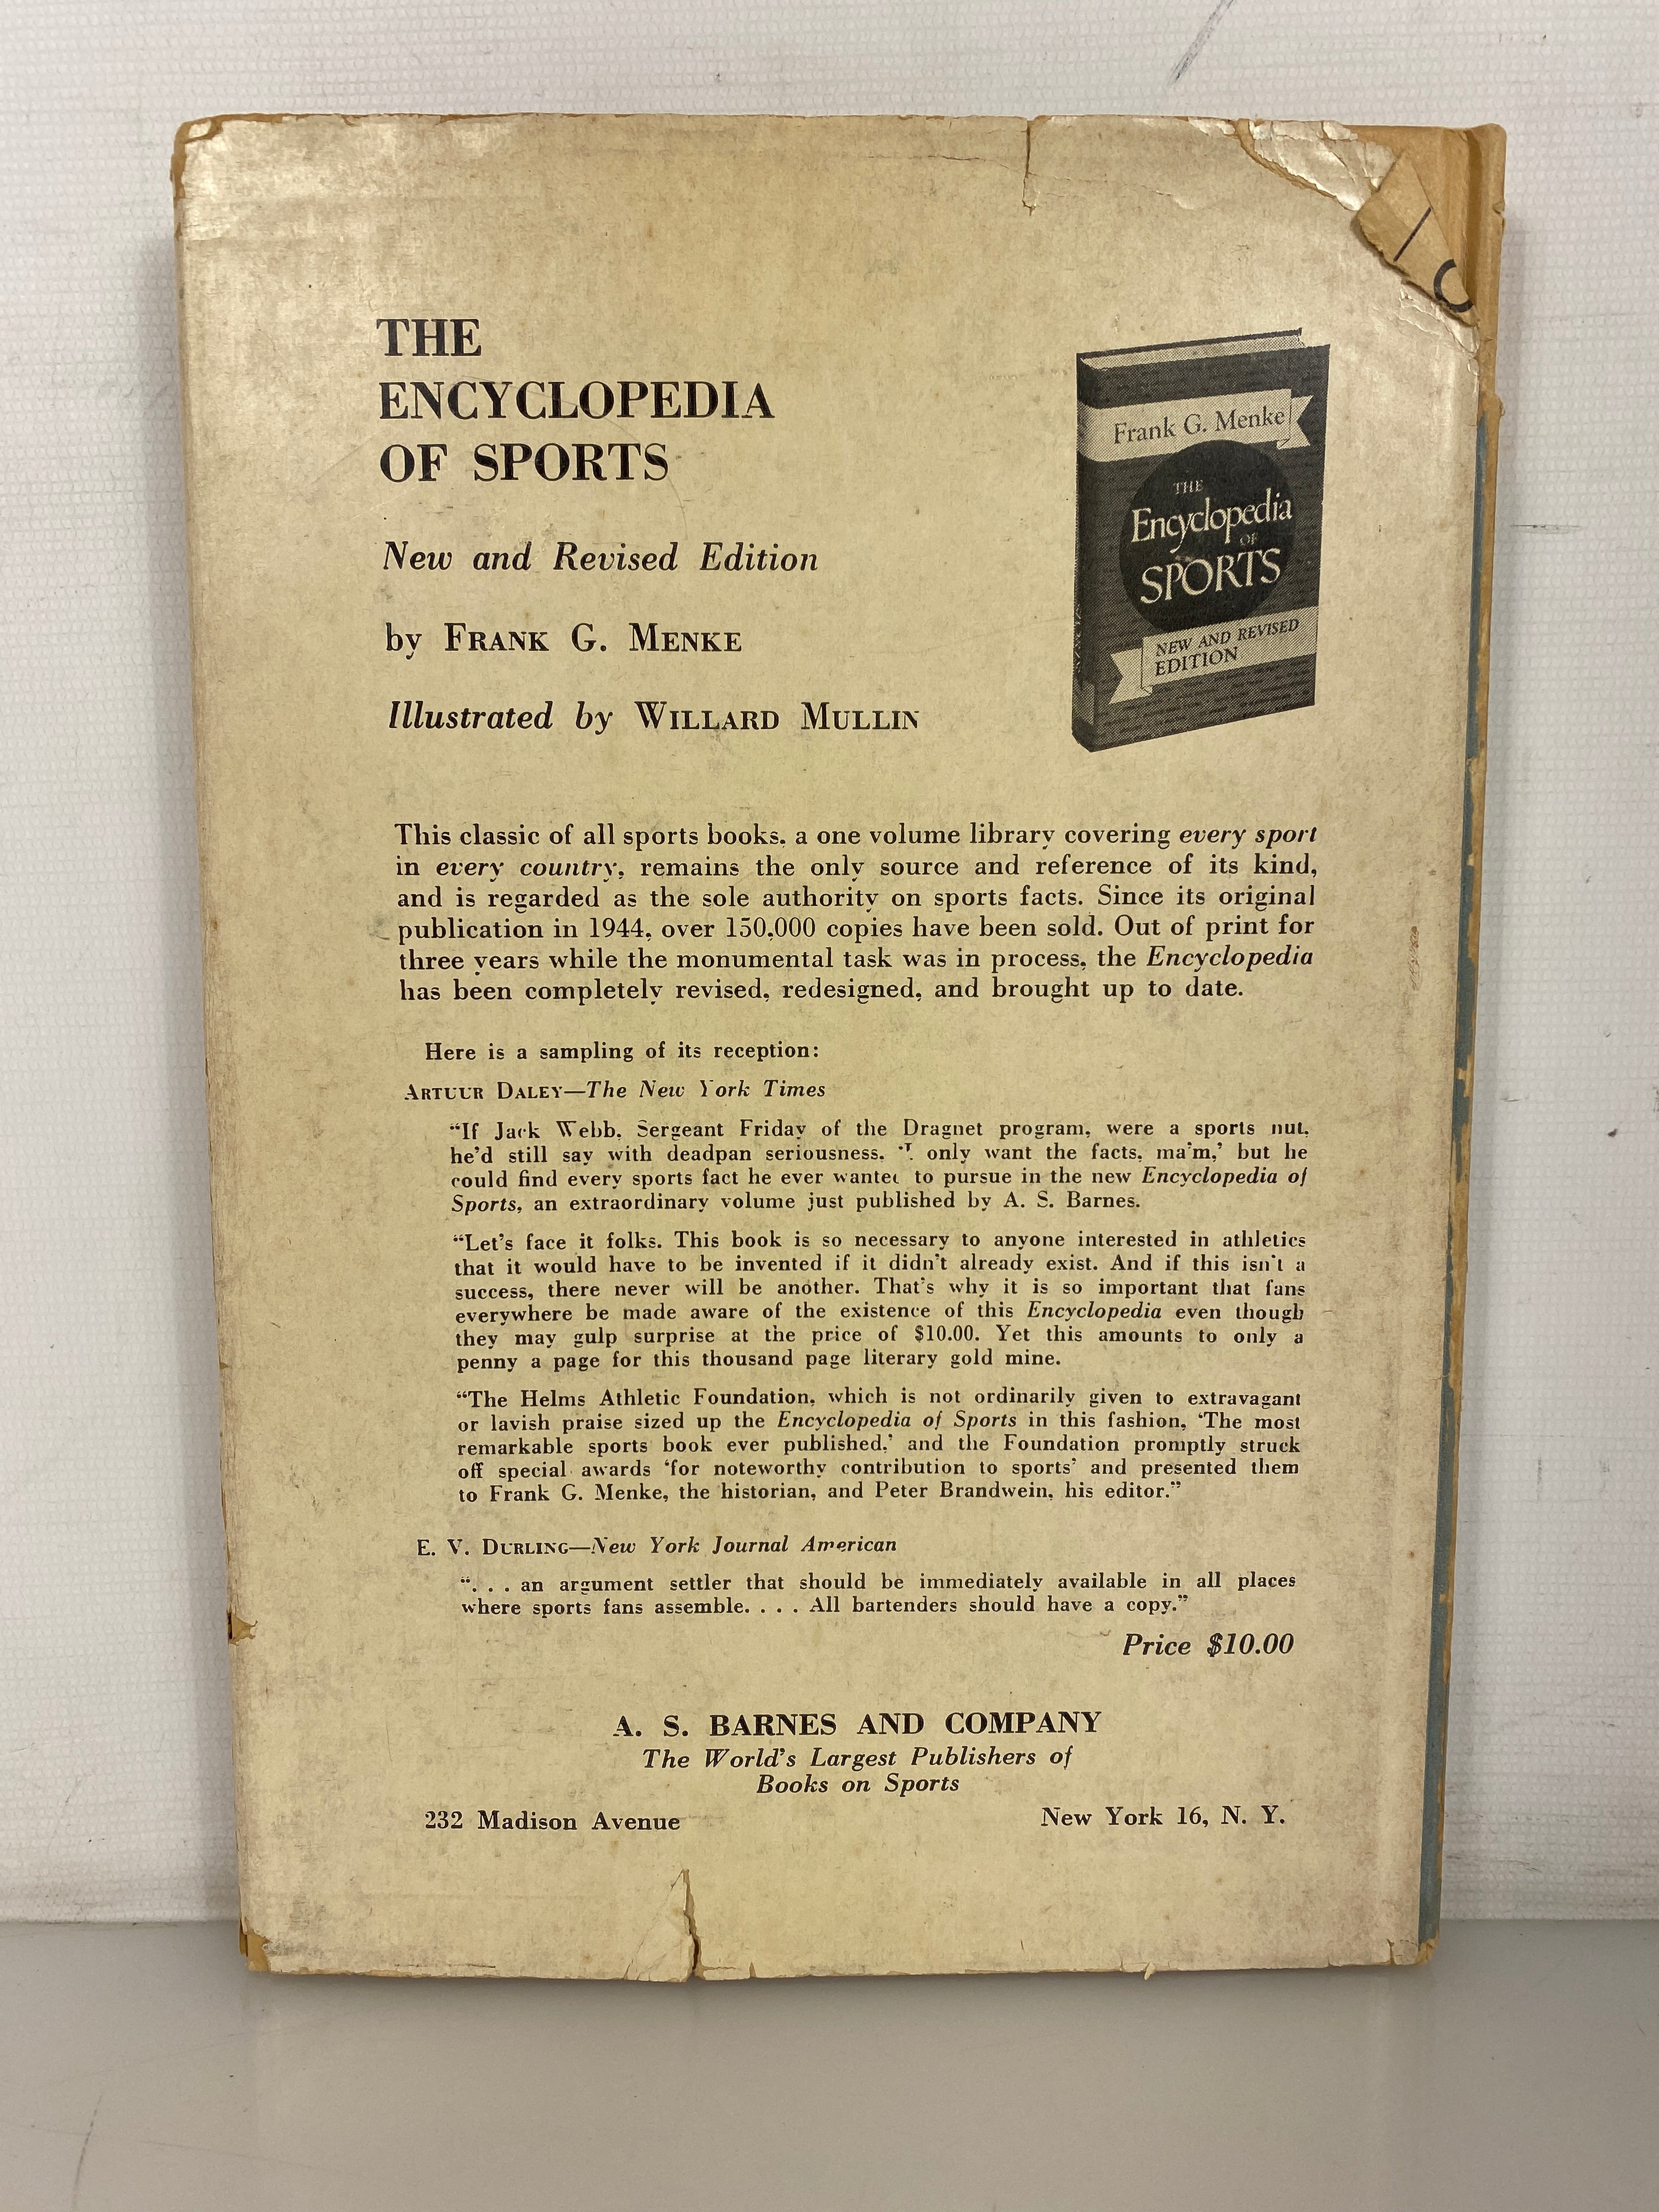 THE
ENCYCLOPEDIA
OF SPORTS
New and Revised Edition
by FRANK G. MENKE
Illustrated by WILLARD MULLIN
Frank G. Menke
THE
Encyclopedia
OF
SPORTS
NEW AND REVISED
EDITION
This classic of all sports books, a one volume library covering every sport
in every country, remains the only source and reference of its kind,
and is regarded as the sole authority on sports facts. Since its original
publication in 1944, over 150,000 copies have been sold. Out of print for
three years while the monumental task was in process, the Encyclopedia
has been completely revised, redesigned, and brought up to date.
Here is a sampling of its reception:
ARTHUR DALEY—The New York Times
“If Jack Webb, Sergeant Friday of the Dragnet program, were a sports nut,
he’d still say with deadpan seriousness, ‘I only want the facts, ma’m,’ but he
could find every sports fact he ever wanted to pursue in the new Encyclopedia of
Sports, an extraordinary volume just published by A. S. Barnes.
“Let’s face it folks. This book is so necessary to anyone interested in athletics
that it would have to be invented if it didn’t already exist. And if this isn’t a
success, there never will be another. That’s why it is so important that fans
everywhere be made aware of the existence of this Encyclopedia even though
they may gulp surprise at the price of $10.00. Yet this amounts to only a
penny a page for this thousand page literary gold mine.
“The Helms Athletic Foundation, which is not ordinarily given to extravagant
or lavish praise sized up the Encyclopedia of Sports in this fashion, ‘The most
remarkable sports book ever published,’ and the Foundation promptly struck
off special awards ‘for noteworthy contribution to sports’ and presented them
to Frank G. Menke, the historian, and Peter Brandwein, his editor.”
E. V. DURLING—New York Journal American
“. . . an argument settler that should be immediately available in all places
where sports fans assemble. . . . All bartenders should have a copy.”
Price $10.00
A. S. BARNES AND COMPANY
The World’s Largest Publishers of
Books on Sports
232 Madison Avenue New York 16, N. Y.